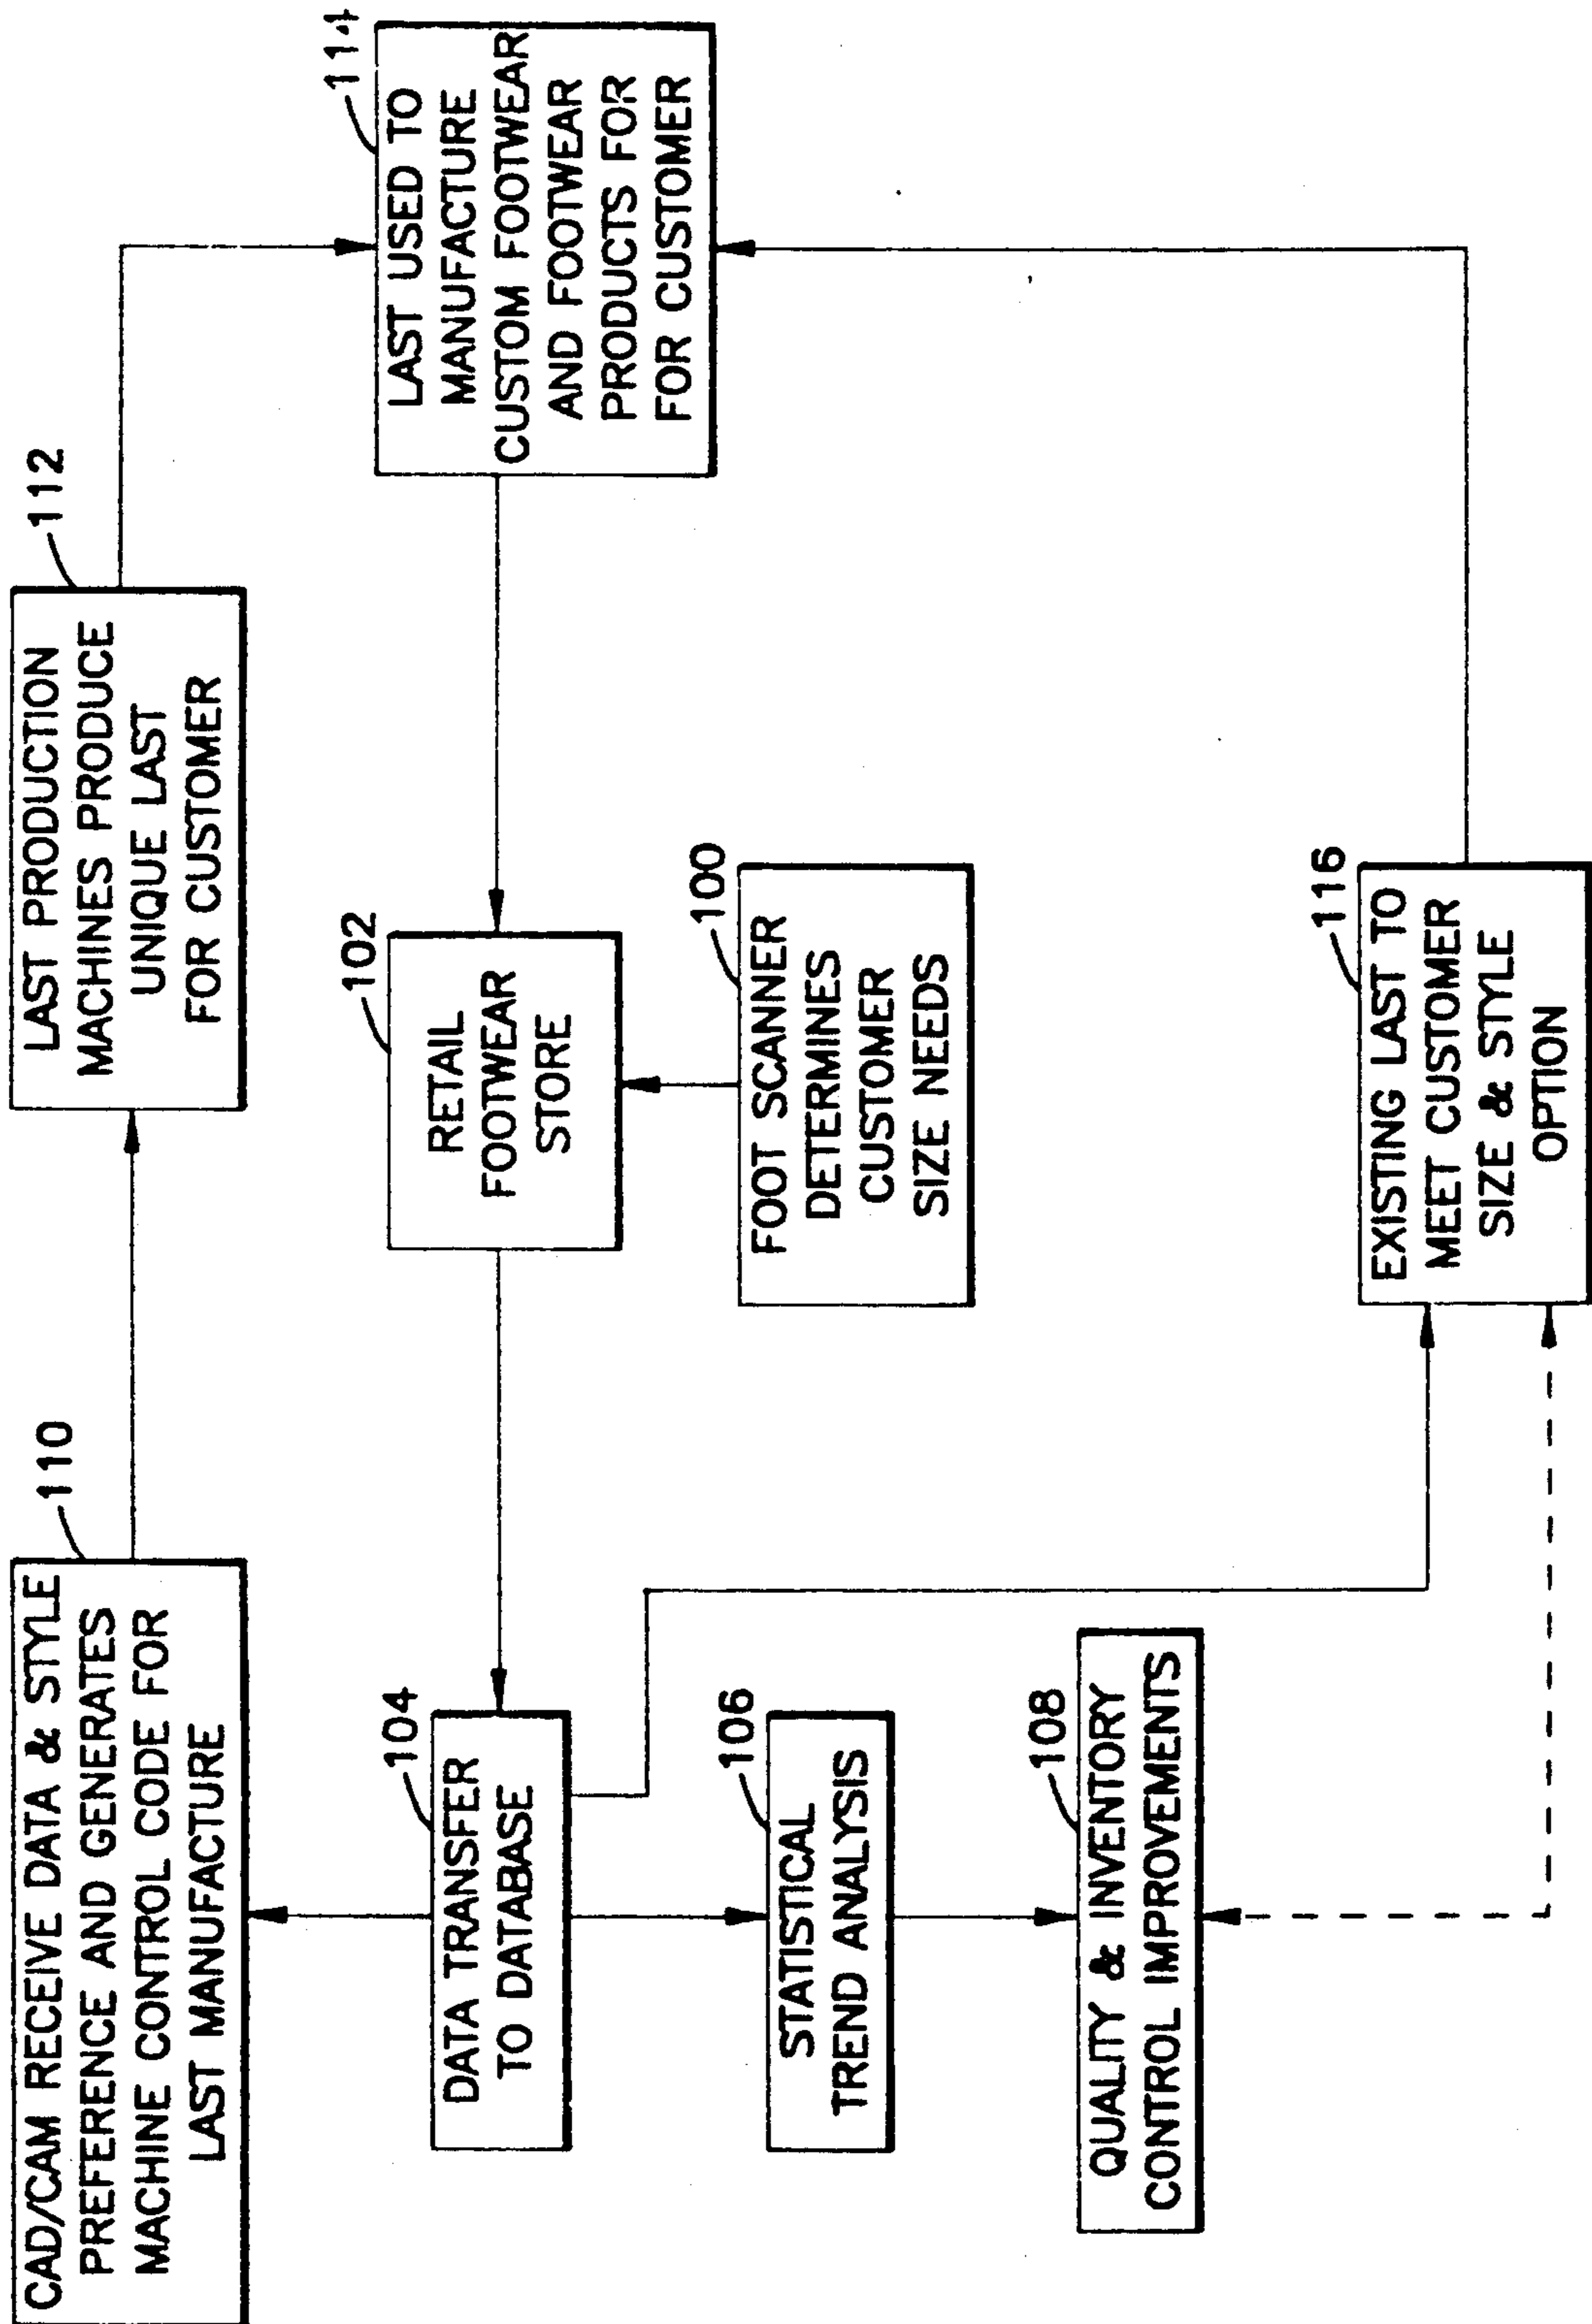 110
CAD/CAM RECEIVE DATA & STYLE
PREFERENCE AND GENERATES
MACHINE CONTROL CODE FOR
LAST MANUFACTURE
112
LAST PRODUCTION
MACHINES PRODUCE
UNIQUE LAST
FOR CUSTOMER
104
DATA TRANSFER
TO DATABASE
102
RETAIL
FOOTWEAR
STORE
114
LAST USED TO
MANUFACTURE
CUSTOM FOOTWEAR
AND FOOTWEAR
PRODUCTS FOR
FOR CUSTOMER
106
STATISTICAL
TREND ANALYSIS
100
FOOT SCANNER
DETERMINES
CUSTOMER
SIZE NEEDS
108
QUALITY & INVENTORY
CONTROL IMPROVEMENTS
116
EXISTING LAST TO
MEET CUSTOMER
SIZE & STYLE
OPTION